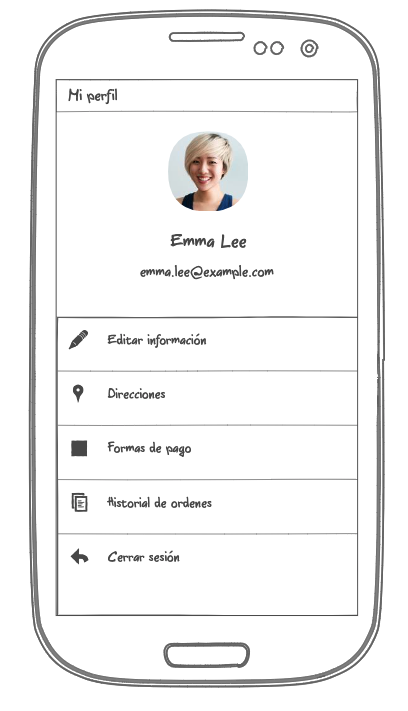 Mi perfil
Emma Lee
emma.lee@example.com
Editar información
Direcciones
Formas de pago
Historial de ordenes
Cerrar sesión